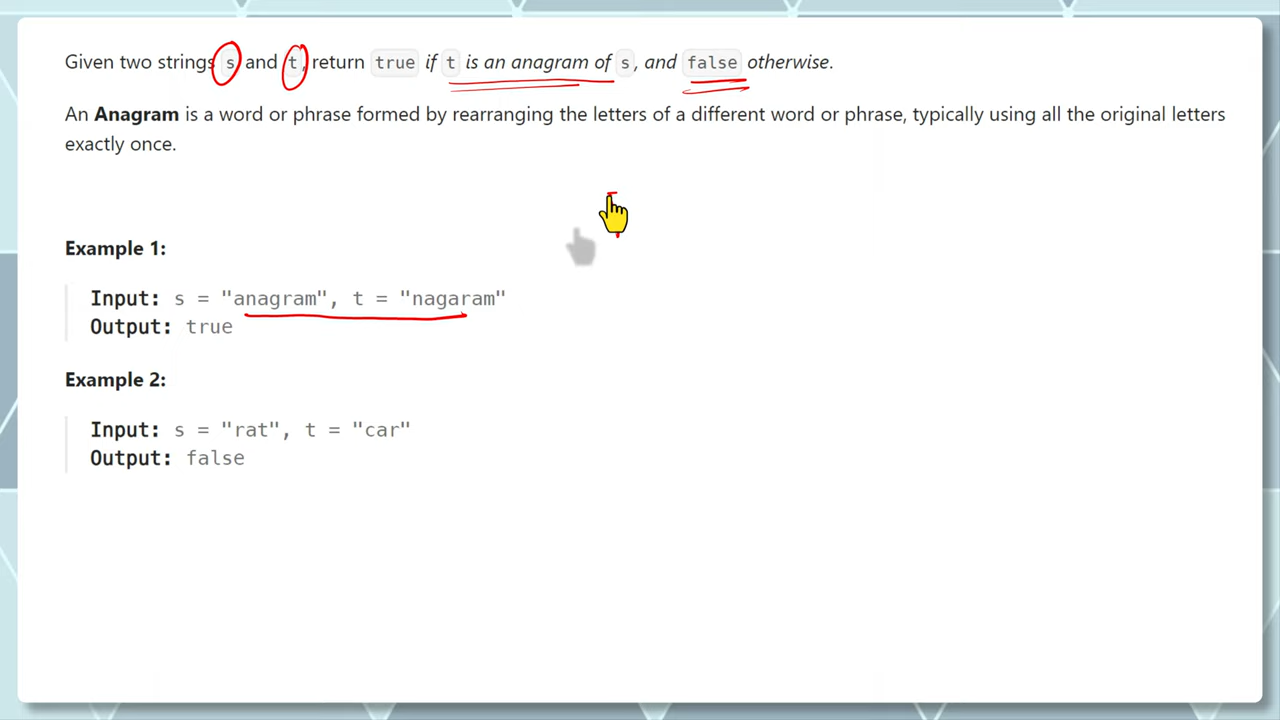 Given two strings s and t, return true if t is an anagram of s, and false otherwise.
An Anagram is a word or phrase formed by rearranging the letters of a different word or phrase, typically using all the original letters
exactly once.
Example 1:
Input: s = "anagram", t = "nagaram"
Output: true
Example 2:
Input: s = "rat", t = "car"
Output: false